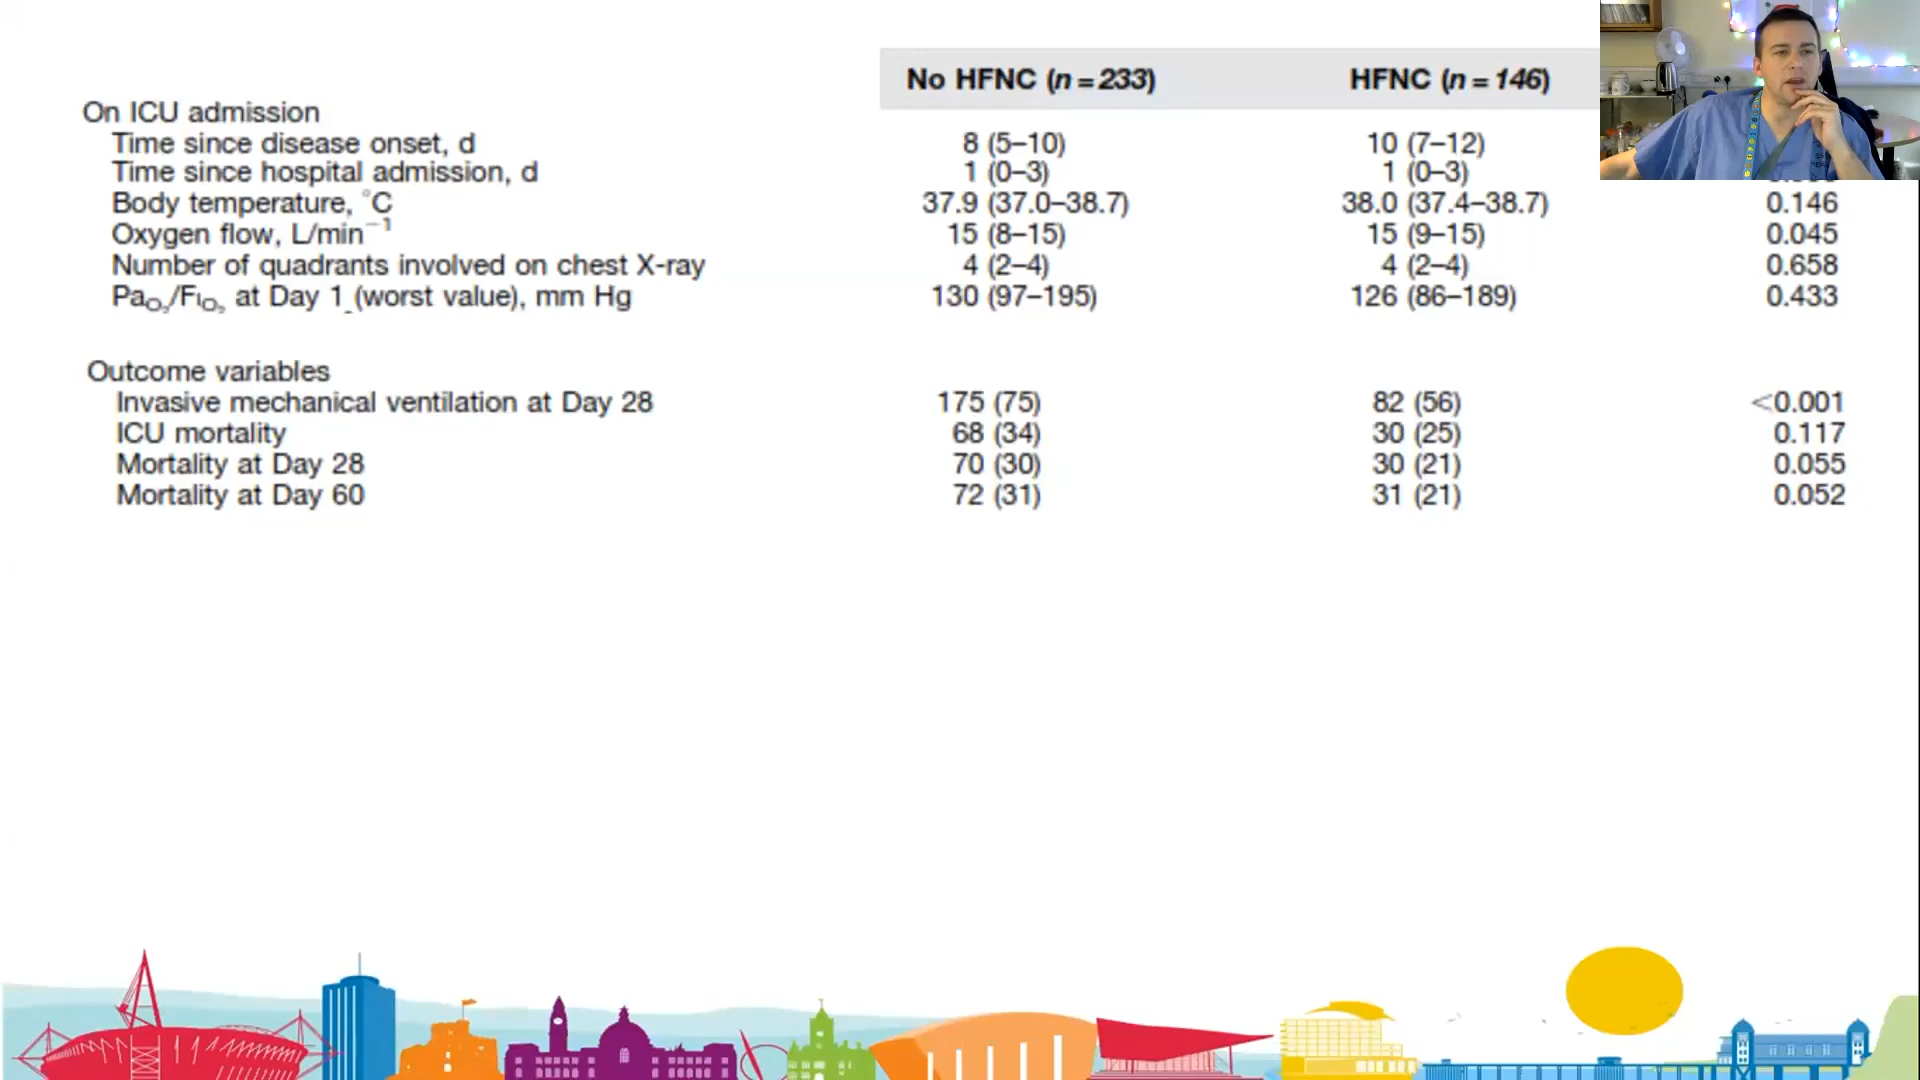 No HFNC (n = 233) HFNC (n = 146)
On ICU admission
Time since disease onset, d 8 (5–10) 10 (7–12)
Time since hospital admission, d 1 (0–3) 1 (0–3)
Body temperature, °C 37.9 (37.0–38.7) 38.0 (37.4–38.7) 0.146
Oxygen flow, L/min⁻¹ 15 (8–15) 15 (9–15) 0.045
Number of quadrants involved on chest X-ray 4 (2–4) 4 (2–4) 0.658
PaO₂/FIO₂ at Day 1 (worst value), mm Hg 130 (97–195) 126 (86–189) 0.433
Outcome variables
Invasive mechanical ventilation at Day 28 175 (75) 82 (56) <0.001
ICU mortality 68 (34) 30 (25) 0.117
Mortality at Day 28 70 (30) 30 (21) 0.055
Mortality at Day 60 72 (31) 31 (21) 0.052